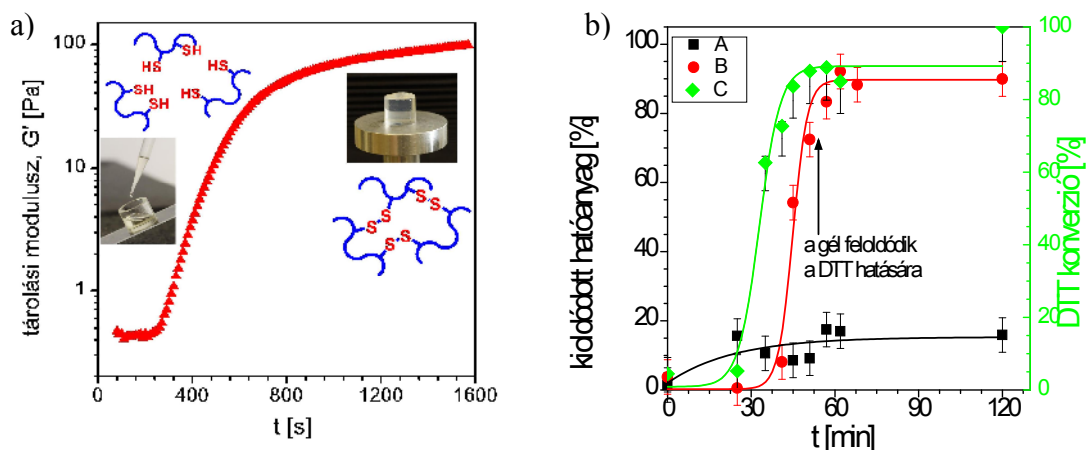 a)
100
10
1
tárolási modulusz, G' [Pa]
0 400 800 1200 1600
t [s]
SH
HS
SH
HS
SH
SH
HS
S
S
S
S
S
S
b)
A
B
C
100
80
60
40
20
0
kioldódott hatóanyag [%]
a gél feloldódik
a DTT hatására
100
80
60
40
20
0
DTT konverzió [%]
0 30 60 90 120
t [min]